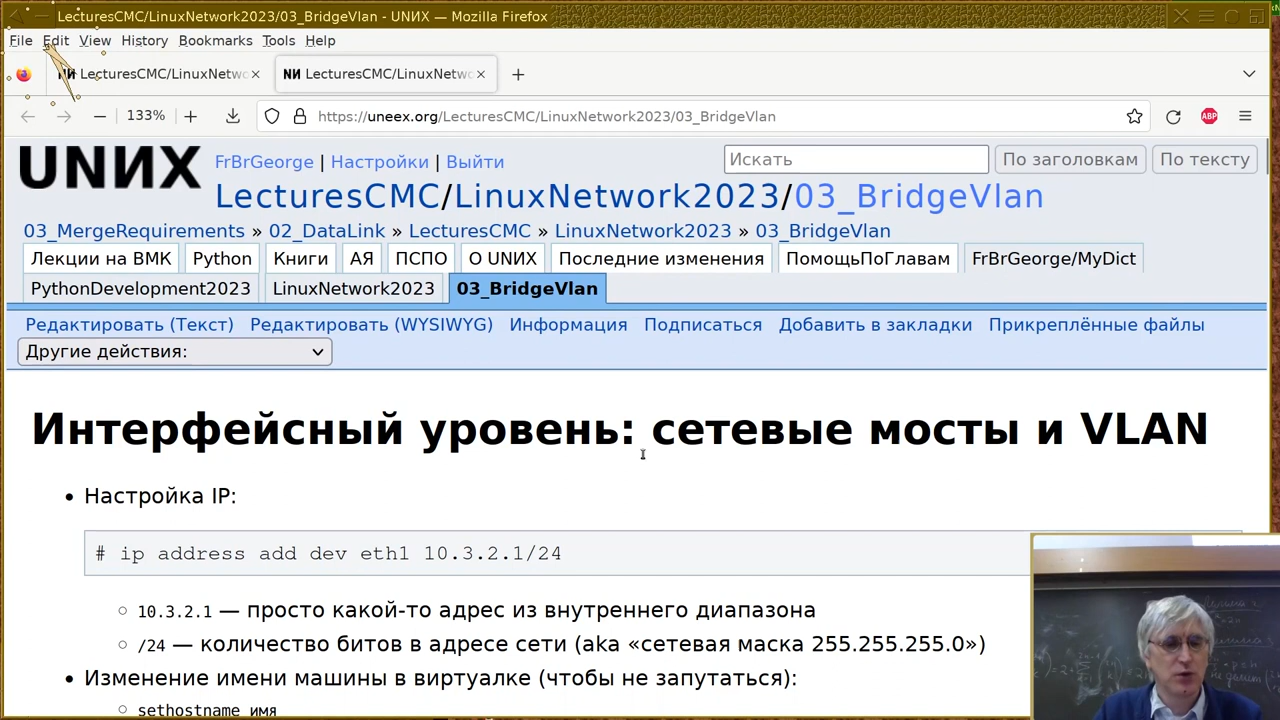 LecturesCMC/LinuxNetwork2023/03_BridgeVlan - UNИX — Mozilla Firefox
File Edit View History Bookmarks Tools Help
LecturesCMC/LinuxNetwo × NИ LecturesCMC/LinuxNetwo ×
133% https://uneex.org/LecturesCMC/LinuxNetwork2023/03_BridgeVlan ABP
UNИX FrBrGeorge | Настройки | Выйти Искать По заголовкам По тексту
LecturesCMC/LinuxNetwork2023/03_BridgeVlan
03_MergeRequirements » 02_DataLink » LecturesCMC » LinuxNetwork2023 » 03_BridgeVlan
Лекции на ВМК Python Книги АЯ ПСПО О UNИX Последние изменения ПомощьПоГлавам FrBrGeorge/MyDict
PythonDevelopment2023 LinuxNetwork2023 03_BridgeVlan
Редактировать (Текст) Редактировать (WYSIWYG) Информация Подписаться Добавить в закладки Прикреплённые файлы
Другие действия:
Интерфейсный уровень: сетевые мосты и VLAN
• Настройка IP:
# ip address add dev eth1 10.3.2.1/24
◦ 10.3.2.1 — просто какой-то адрес из внутреннего диапазона
◦ /24 — количество битов в адресе сети (aka «сетевая маска 255.255.255.0»)
• Изменение имени машины в виртуалке (чтобы не запутаться):
◦ sethostname имя